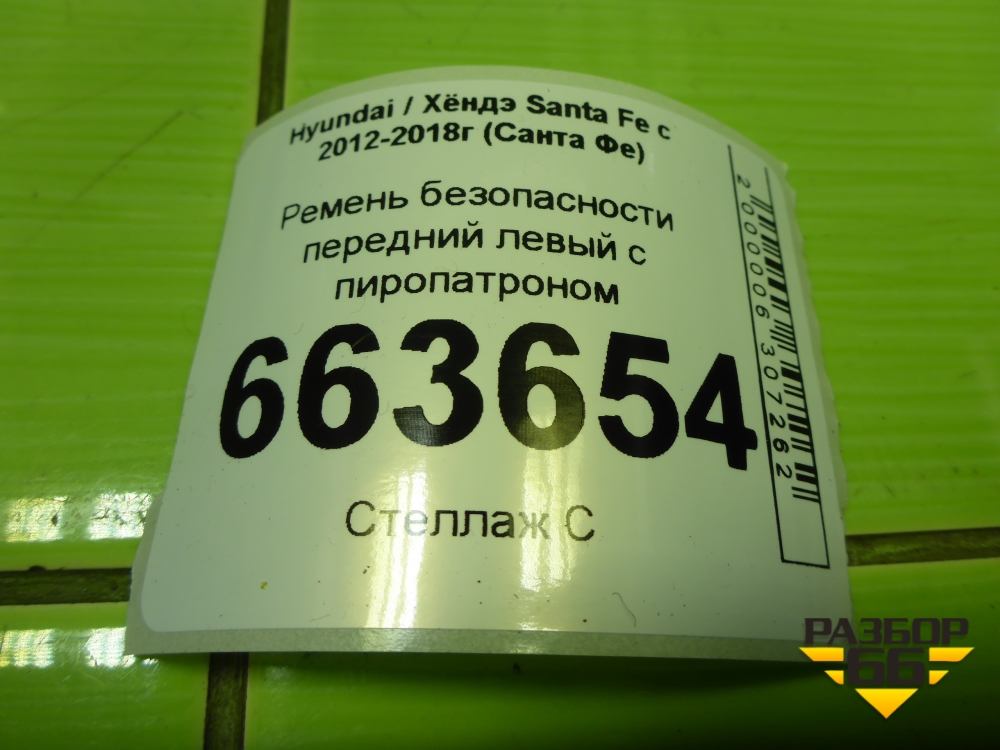 Hyundai / Хёндэ Santa Fe с
2012-2018г (Санта Фе)
Ремень безопасности
передний левый с
пиропатроном
663654
Стеллаж С
2000006307262
РАЗБОР
66